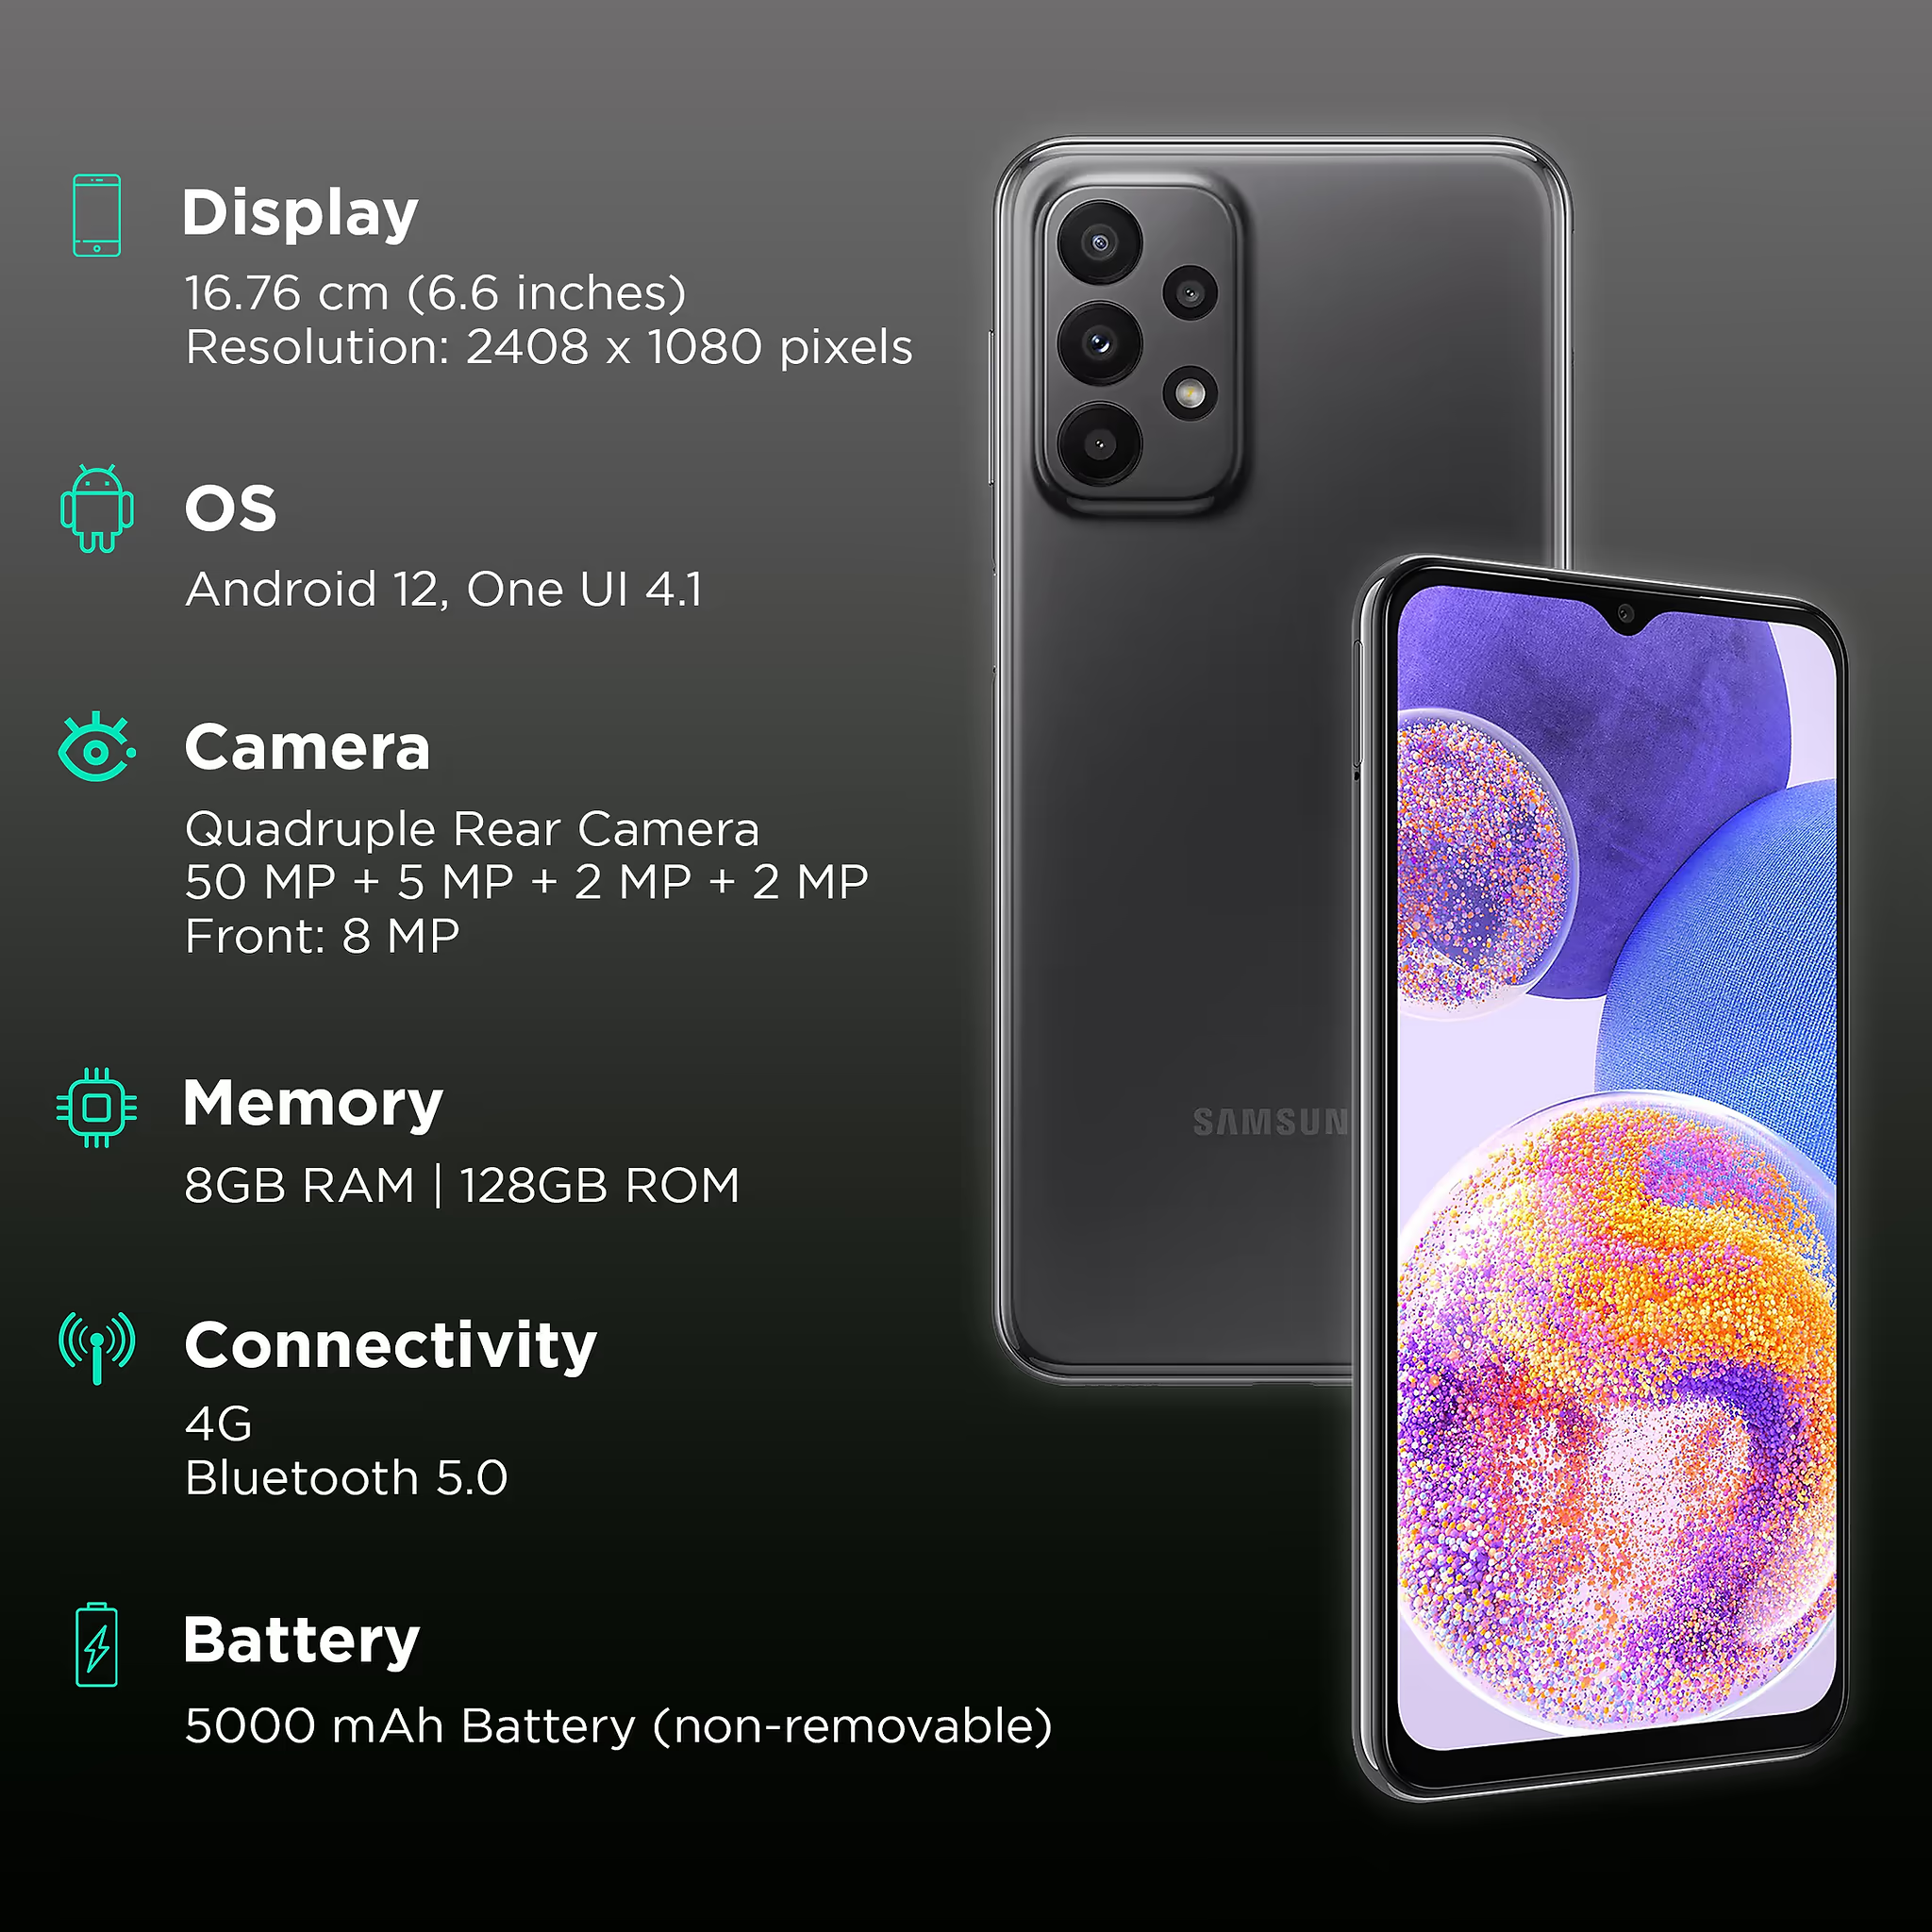 Display
16.76 cm (6.6 inches)
Resolution: 2408 x 1080 pixels
OS
Android 12, One UI 4.1
Camera
Quadruple Rear Camera
50 MP + 5 MP + 2 MP + 2 MP
Front: 8 MP
Memory
8GB RAM | 128GB ROM
Connectivity
4G
Bluetooth 5.0
Battery
5000 mAh Battery (non-removable)
SAMSUN